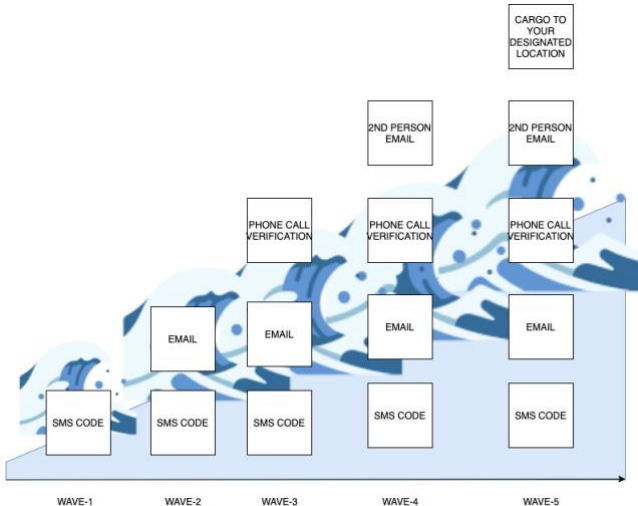 CARGO TO
YOUR
DESIGNATED
LOCATION
2ND PERSON
EMAIL
2ND PERSON
EMAIL
PHONE CALL
VERIFICATION
PHONE CALL
VERIFICATION
PHONE CALL
VERIFICATION
EMAIL
EMAIL
EMAIL
EMAIL
SMS CODE
SMS CODE
SMS CODE
SMS CODE
SMS CODE
WAVE-1
WAVE-2
WAVE-3
WAVE-4
WAVE-5